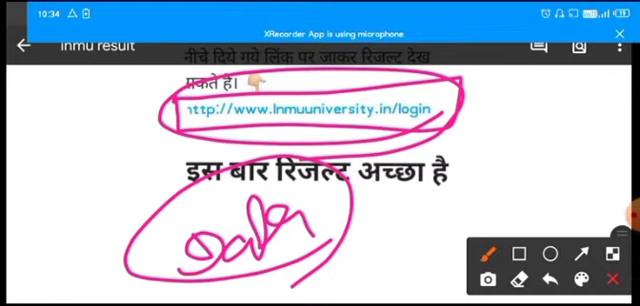 10:34
XRecorder App is using microphone
lnmu result
नीचे दिये गये लिंक पर जाकर रिजल्ट देख
सकते है। 👇
http://www.lnmuuniversity.in/login
इस बार रिजल्ट अच्छा है